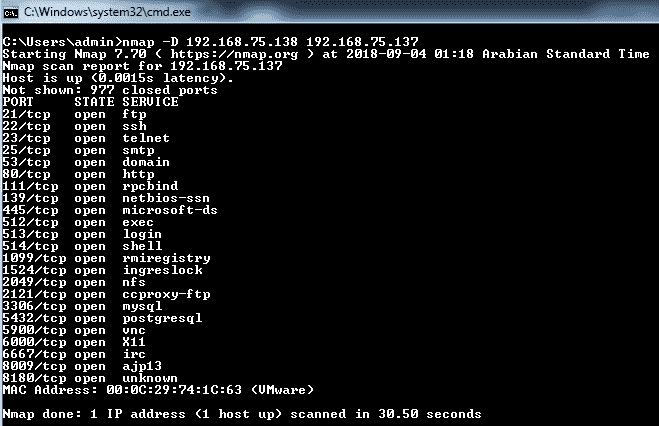 C:\Windows\system32\cmd.exe
C:\Users\admin>nmap -D 192.168.75.138 192.168.75.137
Starting Nmap 7.70 ( https://nmap.org ) at 2018-09-04 01:18 Arabian Standard Time
Nmap scan report for 192.168.75.137
Host is up (0.0015s latency).
Not shown: 977 closed ports
PORT     STATE SERVICE
21/tcp   open  ftp
22/tcp   open  ssh
23/tcp   open  telnet
25/tcp   open  smtp
53/tcp   open  domain
80/tcp   open  http
111/tcp  open  rpcbind
139/tcp  open  netbios-ssn
445/tcp  open  microsoft-ds
512/tcp  open  exec
513/tcp  open  login
514/tcp  open  shell
1099/tcp open  rmiregistry
1524/tcp open  ingreslock
2049/tcp open  nfs
2121/tcp open  ccproxy-ftp
3306/tcp open  mysql
5432/tcp open  postgresql
5900/tcp open  vnc
6000/tcp open  X11
6667/tcp open  irc
8009/tcp open  ajp13
8180/tcp open  unknown
MAC Address: 00:0C:29:74:1C:63 (VMware)
Nmap done: 1 IP address (1 host up) scanned in 30.50 seconds